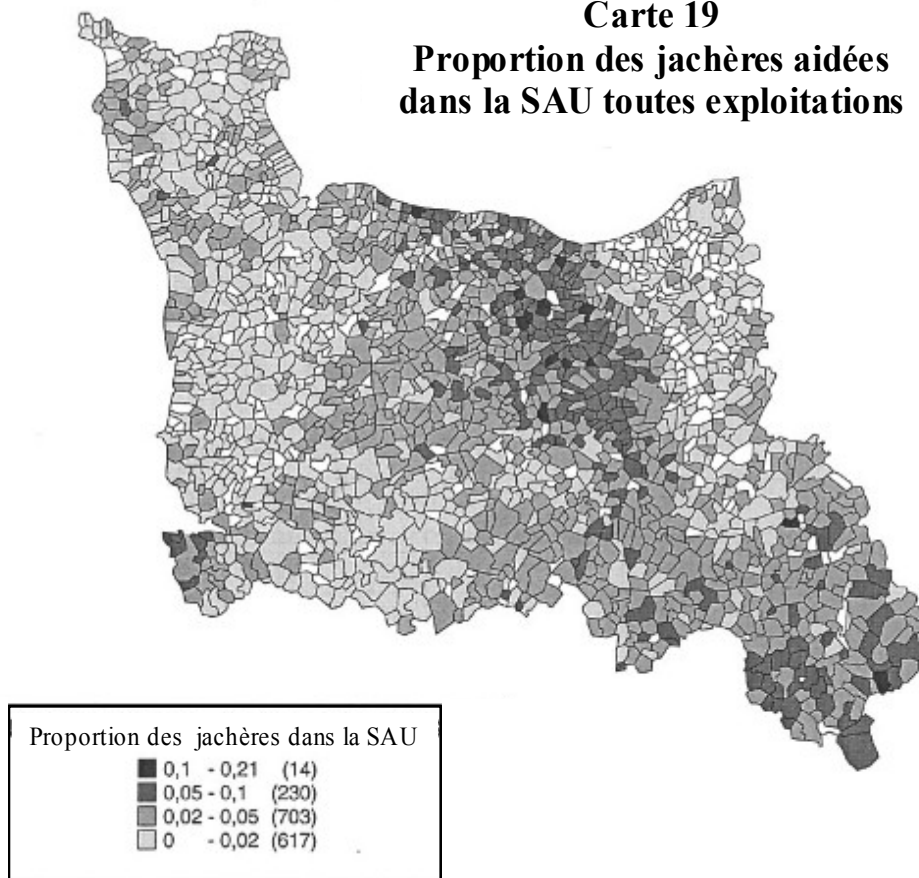 Carte 19
Proportion des jachères aidées
dans la SAU toutes exploitations
Proportion des jachères dans la SAU
0,1 - 0,21 (14)
0,05 - 0,1 (230)
0,02 - 0,05 (703)
0 - 0,02 (617)